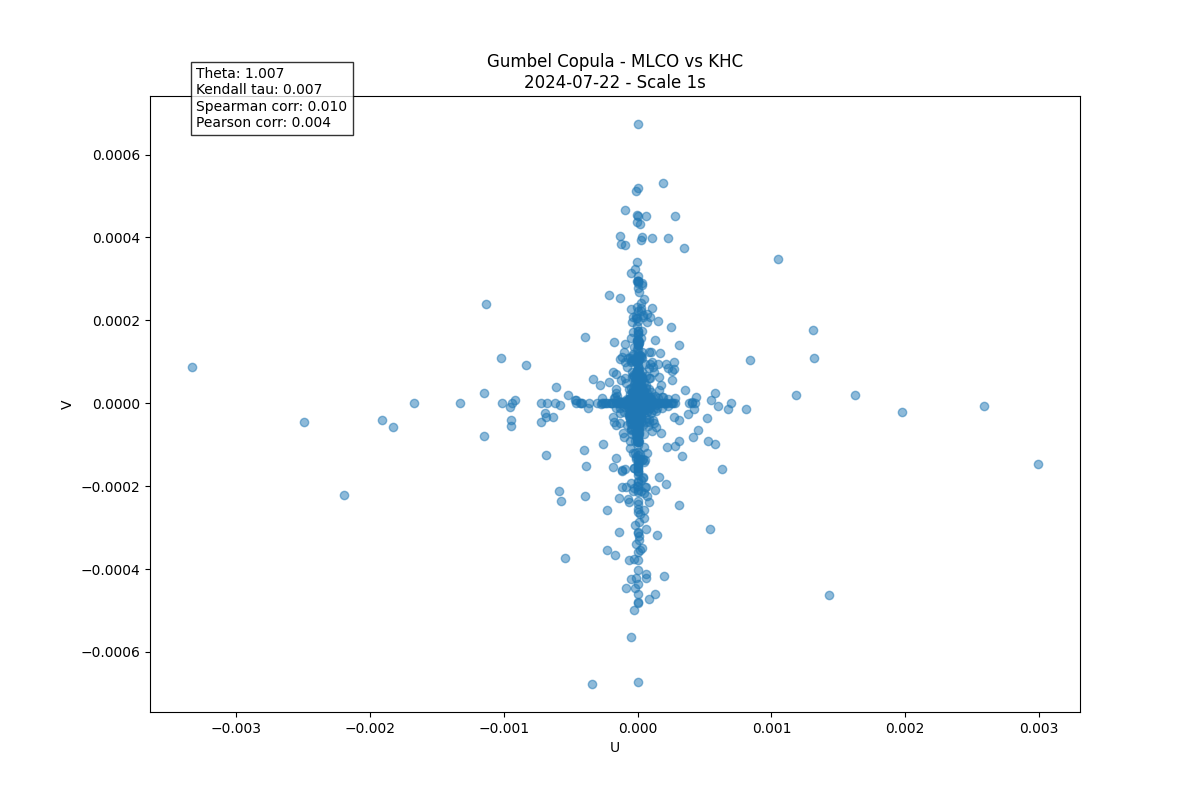 Gumbel Copula - MLCO vs KHC
2024-07-22 - Scale 1s
Theta: 1.007
Kendall tau: 0.007
Spearman corr: 0.010
Pearson corr: 0.004
0.0006
0.0004
0.0002
0.0000
−0.0002
−0.0004
−0.0006
V
−0.003
−0.002
−0.001
0.000
0.001
0.002
0.003
U